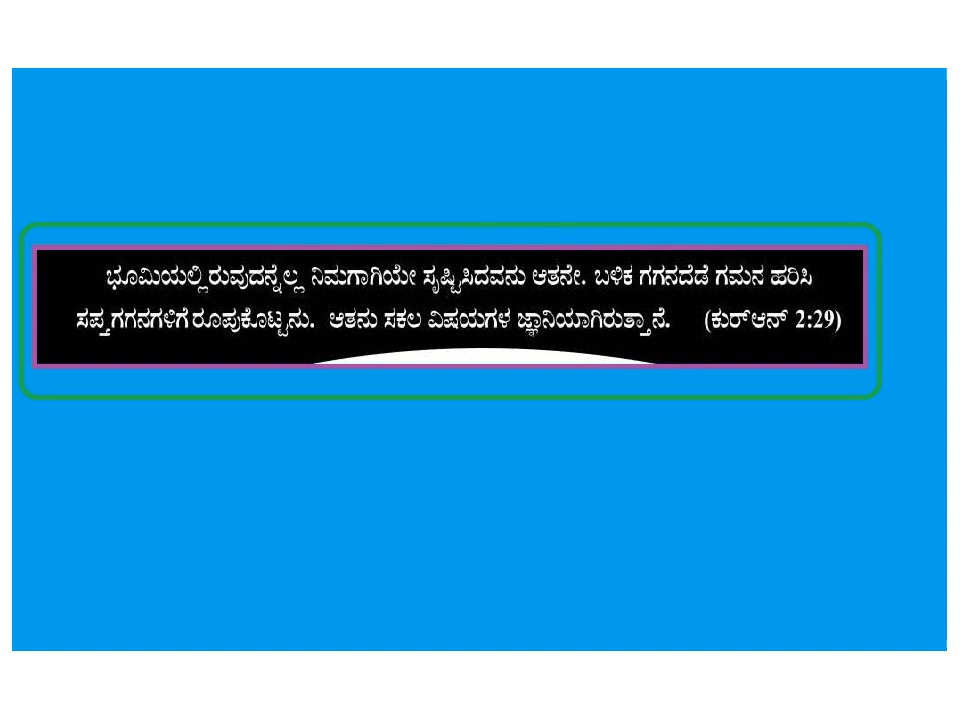 ಭೂಮಿಯಲ್ಲಿರುವುದನ್ನೆಲ್ಲ ನಿಮಗಾಗಿಯೇ ಸೃಷ್ಟಿಸಿದವನು ಆತನೇ. ಬಳಿಕ ಗಗನದೆಡೆ ಗಮನ ಹರಿಸಿ
ಸಪ್ತಗಗನಗಳಿಗೆ ರೂಪುಕೊಟ್ಟನು. ಆತನು ಸಕಲ ವಿಷಯಗಳ ಜ್ಞಾನಿಯಾಗಿರುತ್ತಾನೆ. (ಕುರ್‌ಆನ್ 2:29)